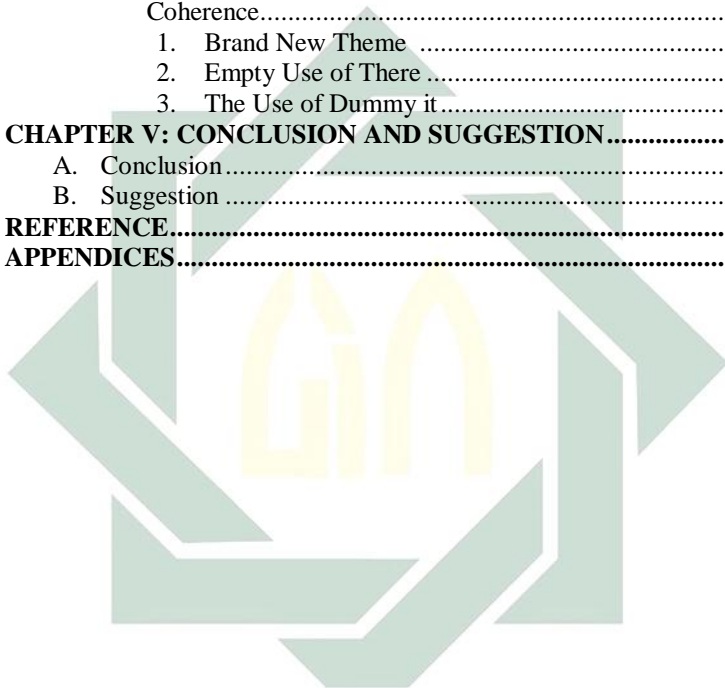 Coherence.......................................................................
1. Brand New Theme ..............................................
2. Empty Use of There .............................................
3. The Use of Dummy it...........................................
CHAPTER V: CONCLUSION AND SUGGESTION.................
A. Conclusion..........................................................................
B. Suggestion ..........................................................................
REFERENCE...................................................................................
APPENDICES.................................................................................